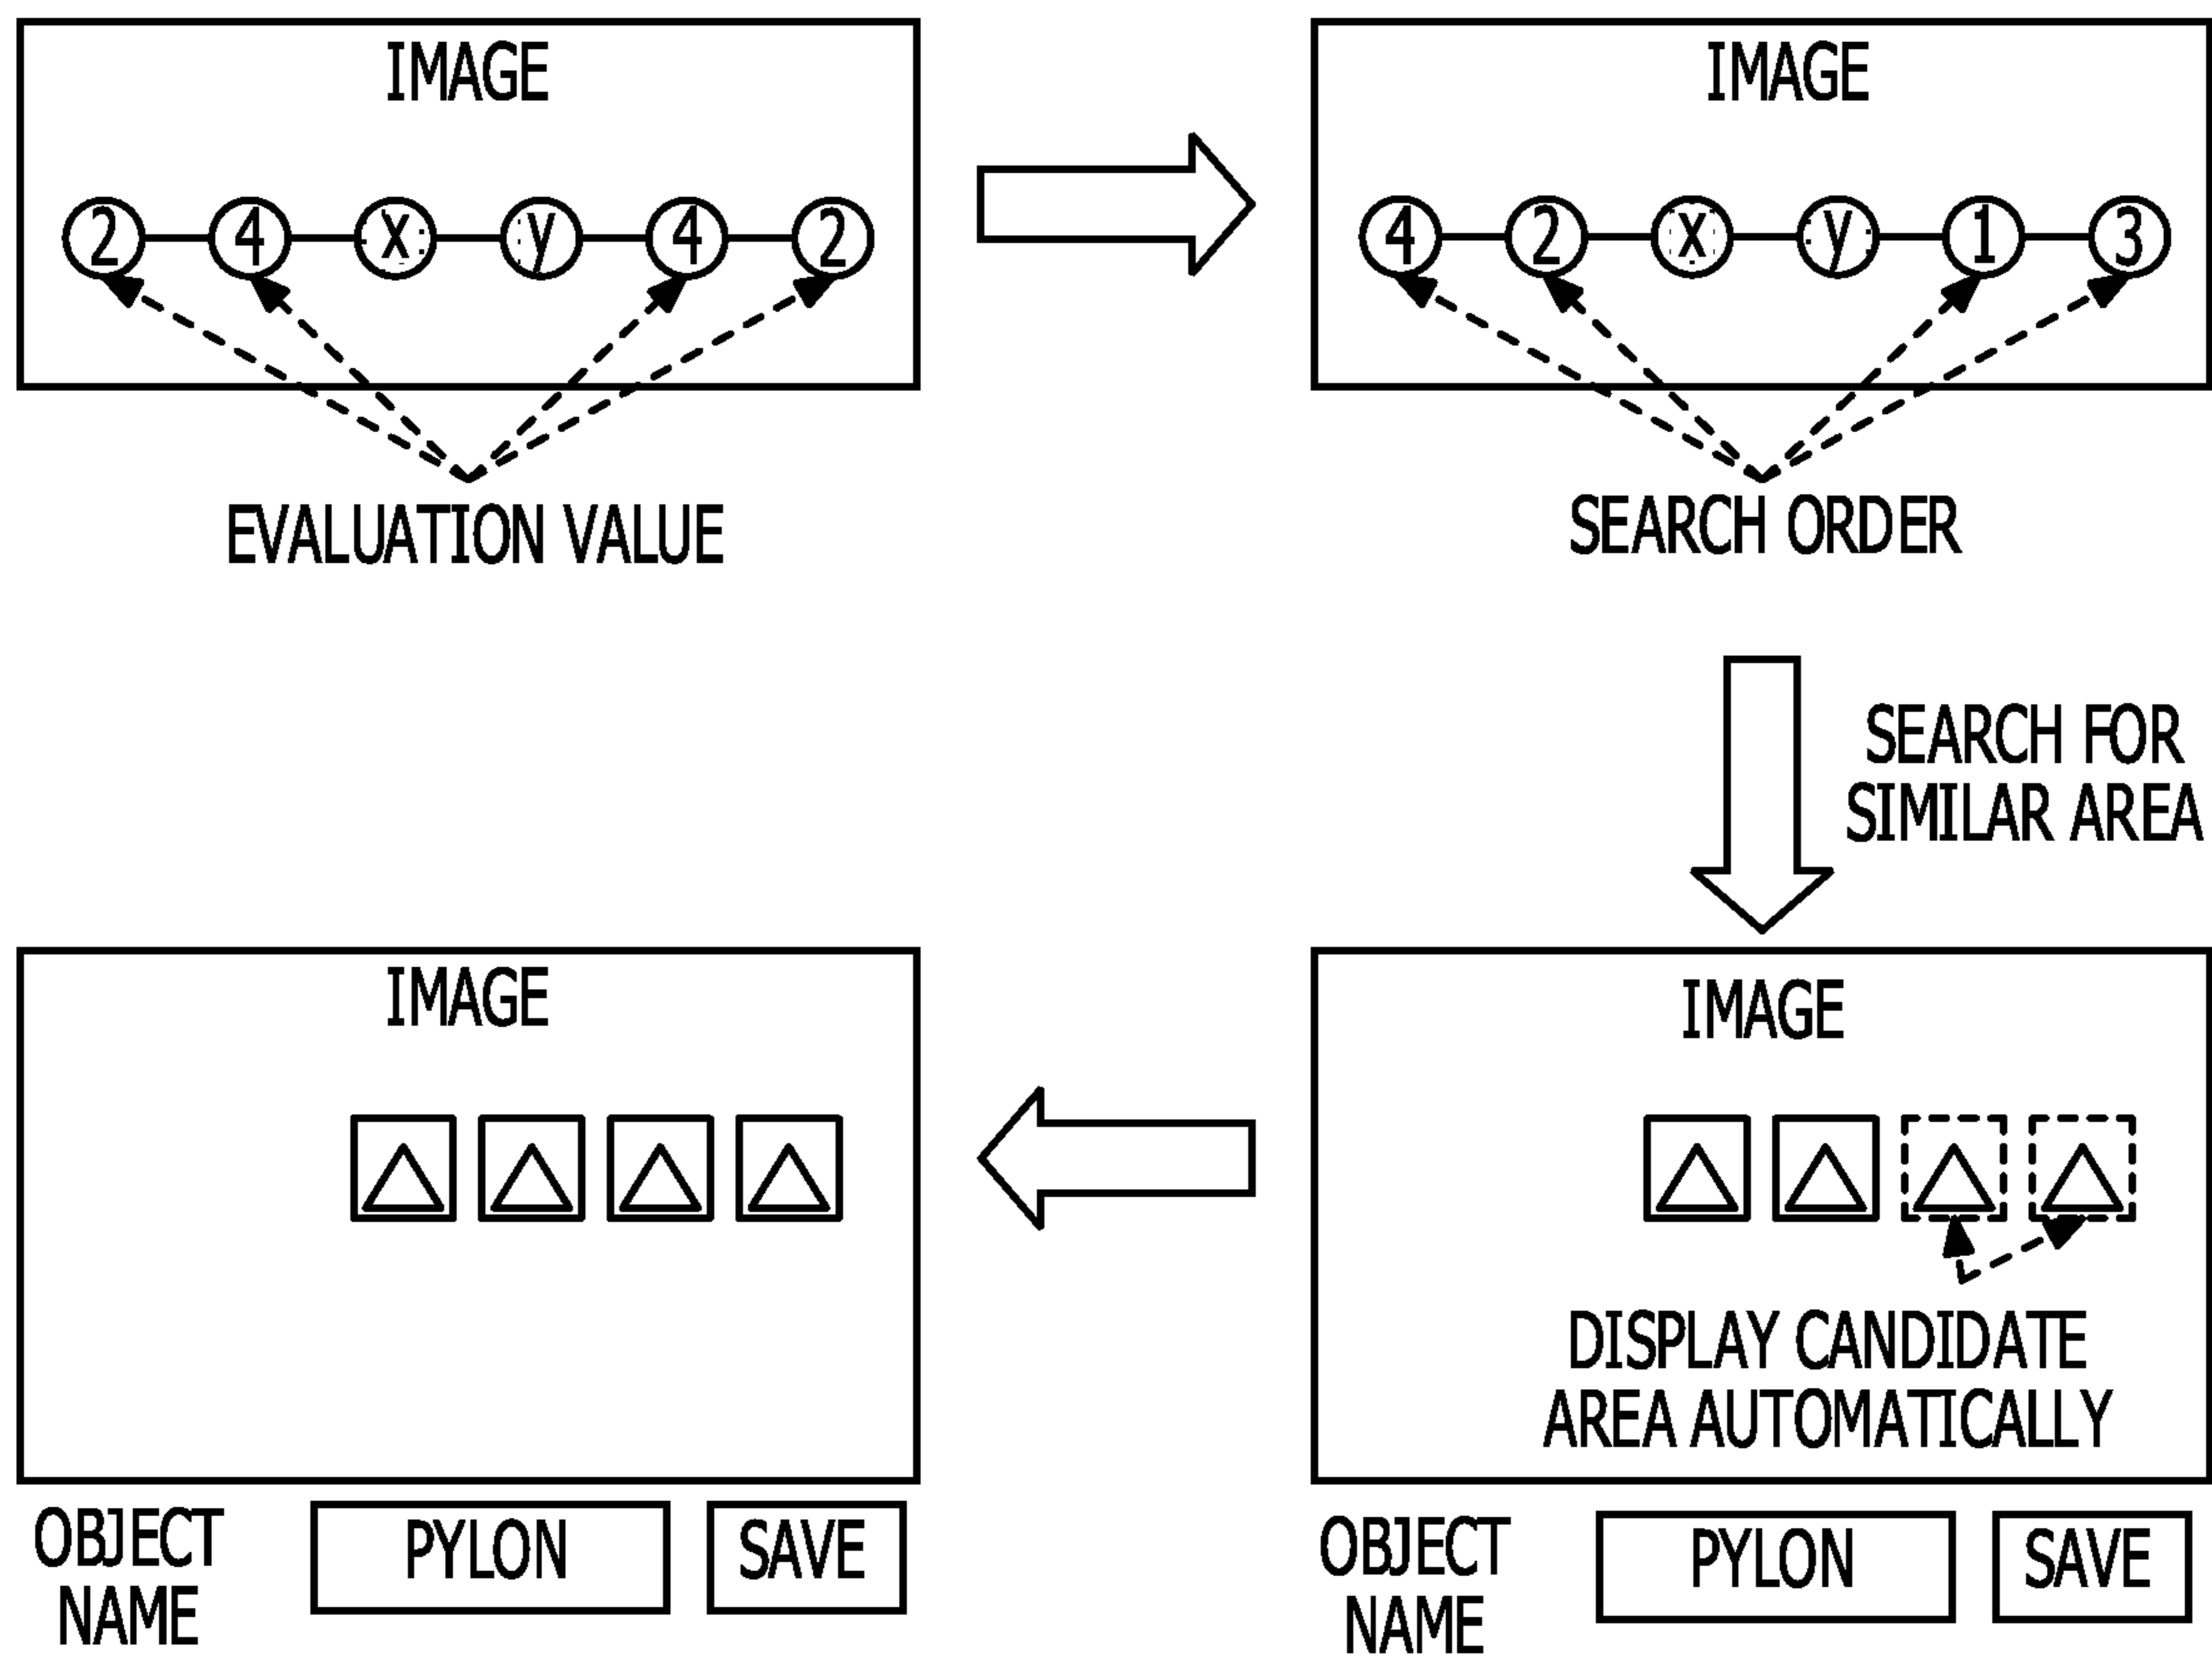 IMAGE
2 4 x y 4 2
EVALUATION VALUE
IMAGE
4 2 x y 1 3
SEARCH ORDER
SEARCH FOR
SIMILAR AREA
IMAGE
IMAGE
DISPLAY CANDIDATE
AREA AUTOMATICALLY
OBJECT
NAME
PYLON
SAVE
OBJECT
NAME
PYLON
SAVE